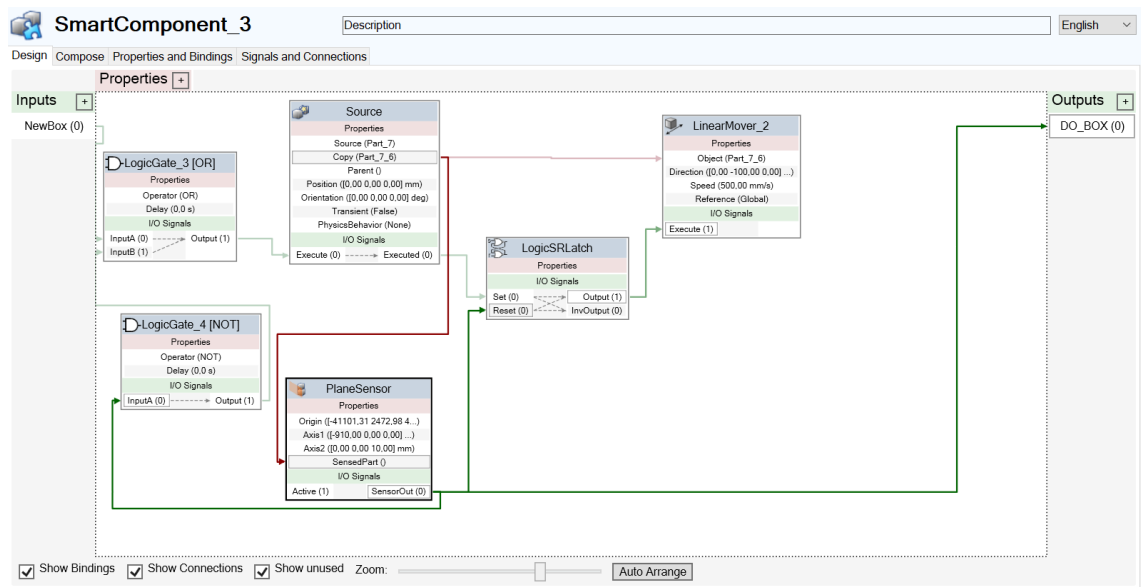 SmartComponent_3
Description
English
Design Compose Properties and Bindings Signals and Connections
Properties +
Inputs +
NewBox (0)
Outputs +
DO_BOX (0)
LogicGate_3 [OR]
Properties
Operator (OR)
Delay (0,0 s)
I/O Signals
InputA (0) Output (1)
InputB (1)
Source
Properties
Source (Part_7)
Copy (Part_7_6)
Parent ()
Position ([0,00 0,00 0,00] mm)
Orientation ([0,00 0,00 0,00] deg)
Transient (False)
PhysicsBehavior (None)
I/O Signals
Execute (0) Executed (0)
LinearMover_2
Properties
Object (Part_7_6)
Direction ([0,00 -100,00 0,00] ...)
Speed (500,00 mm/s)
Reference (Global)
I/O Signals
Execute (1)
LogicSRLatch
Properties
I/O Signals
Set (0) Output (1)
Reset (0) InvOutput (0)
LogicGate_4 [NOT]
Properties
Operator (NOT)
Delay (0,0 s)
I/O Signals
InputA (0) Output (1)
PlaneSensor
Properties
Origin ([-41101,31 2472,98 4...)
Axis1 ([-910,00 0,00 0,00] ...)
Axis2 ([0,00 0,00 10,00] mm)
SensedPart ()
I/O Signals
Active (1) SensorOut (0)
Show Bindings Show Connections Show unused Zoom: Auto Arrange